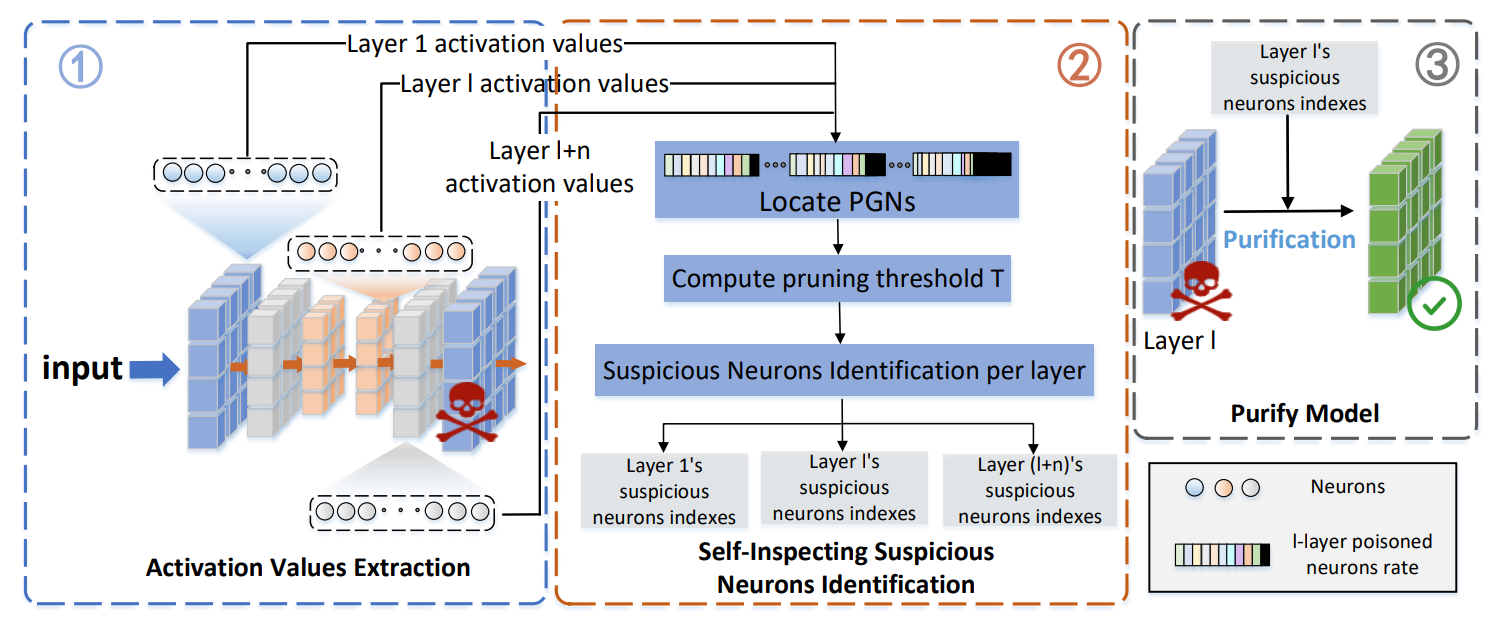 ①
Layer 1 activation values
Layer l activation values
Layer l+n
activation values
input
Activation Values Extraction
②
Locate PGNs
Compute pruning threshold T
Suspicious Neurons Identification per layer
Layer 1's
suspicious
neurons indexes
Layer l's
suspicious
neurons indexes
Layer (l+n)'s
suspicious
neurons indexes
Self-Inspecting Suspicious
Neurons Identification
③
Layer l's
suspicious
neurons indexes
Purification
Layer l
Purify Model
Neurons
l-layer poisoned
neurons rate